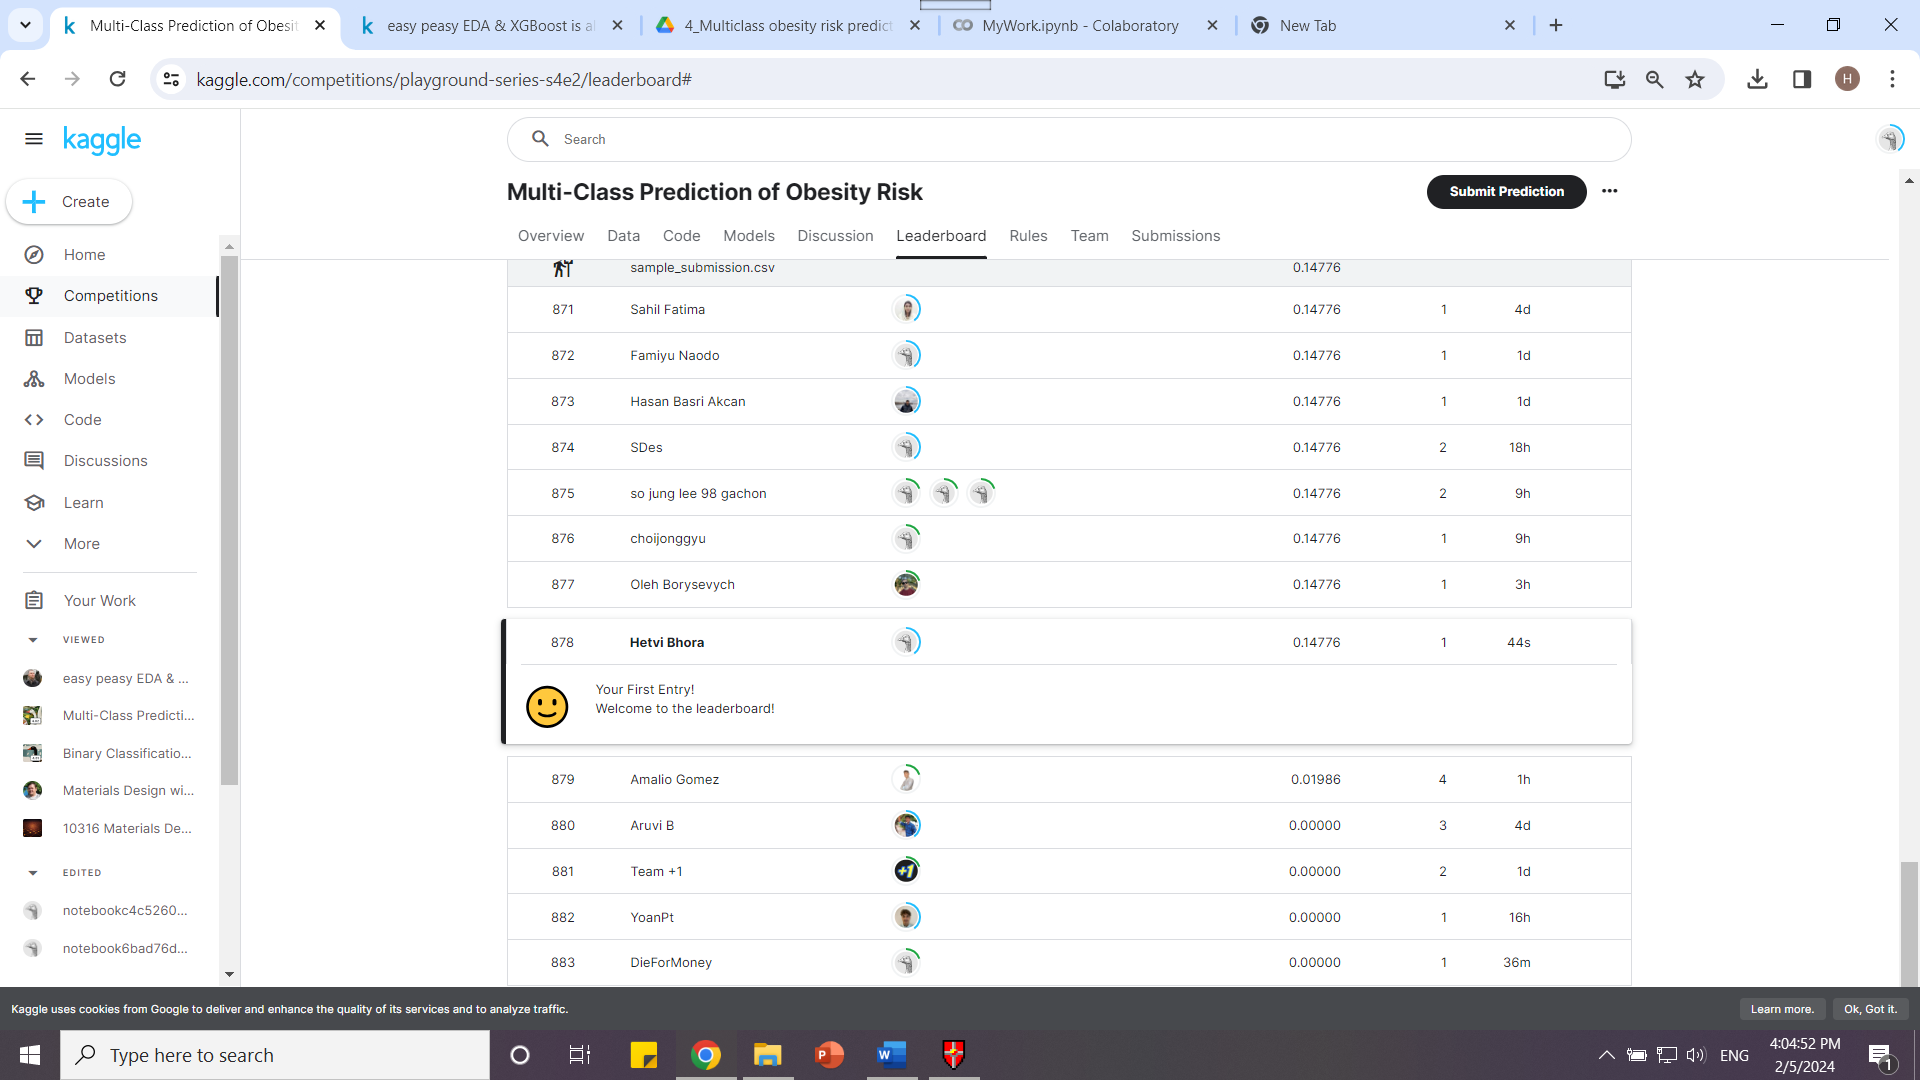 Multi-Class Prediction of Obesit
easy peasy EDA & XGBoost is al
4_Multiclass obesity risk predict
MyWork.ipynb - Colaboratory
New Tab
kaggle.com/competitions/playground-series-s4e2/leaderboard#
H
kaggle
Search
Create
Multi-Class Prediction of Obesity Risk
Submit Prediction
Overview Data Code Models Discussion Leaderboard Rules Team Submissions
Home
Competitions
Datasets
Models
Code
Discussions
Learn
More
Your Work
VIEWED
easy peasy EDA & ...
Multi-Class Predicti...
Binary Classificatio...
Materials Design wi...
10316 Materials De...
EDITED
notebookc4c5260...
notebook6bad76d...
sample_submission.csv 0.14776
871 Sahil Fatima 0.14776 1 4d
872 Famiyu Naodo 0.14776 1 1d
873 Hasan Basri Akcan 0.14776 1 1d
874 SDes 0.14776 2 18h
875 so jung lee 98 gachon 0.14776 2 9h
876 choijonggyu 0.14776 1 9h
877 Oleh Borysevych 0.14776 1 3h
878 Hetvi Bhora 0.14776 1 44s
Your First Entry!
Welcome to the leaderboard!
879 Amalio Gomez 0.01986 4 1h
880 Aruvi B 0.00000 3 4d
881 Team +1 +1 0.00000 2 1d
882 YoanPt 0.00000 1 16h
883 DieForMoney 0.00000 1 36m
Kaggle uses cookies from Google to deliver and enhance the quality of its services and to analyze traffic.
Learn more.
Ok, Got it.
Type here to search
P
W
ENG
4:04:52 PM
2/5/2024
1